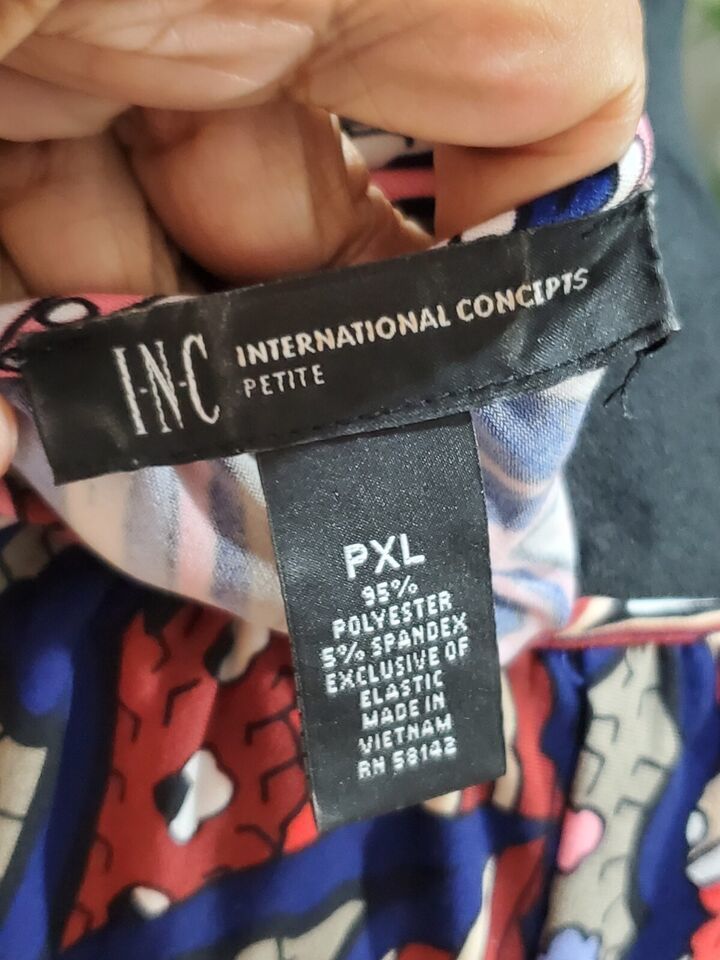 I·N·C INTERNATIONAL CONCEPTS
PETITE
PXL
95%
POLYESTER
5% SPANDEX
EXCLUSIVE OF
ELASTIC
MADE IN
VIETNAM
RN 58142